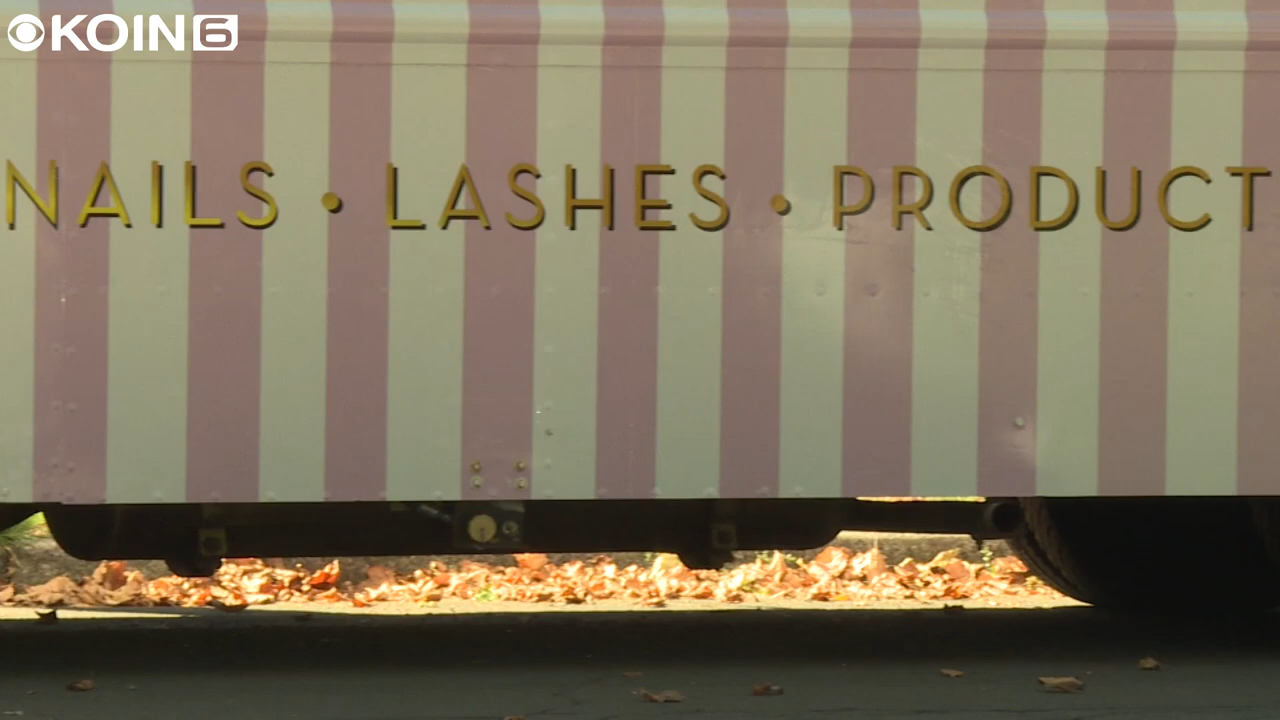 KOIN 6
NAILS • LASHES • PRODUCT